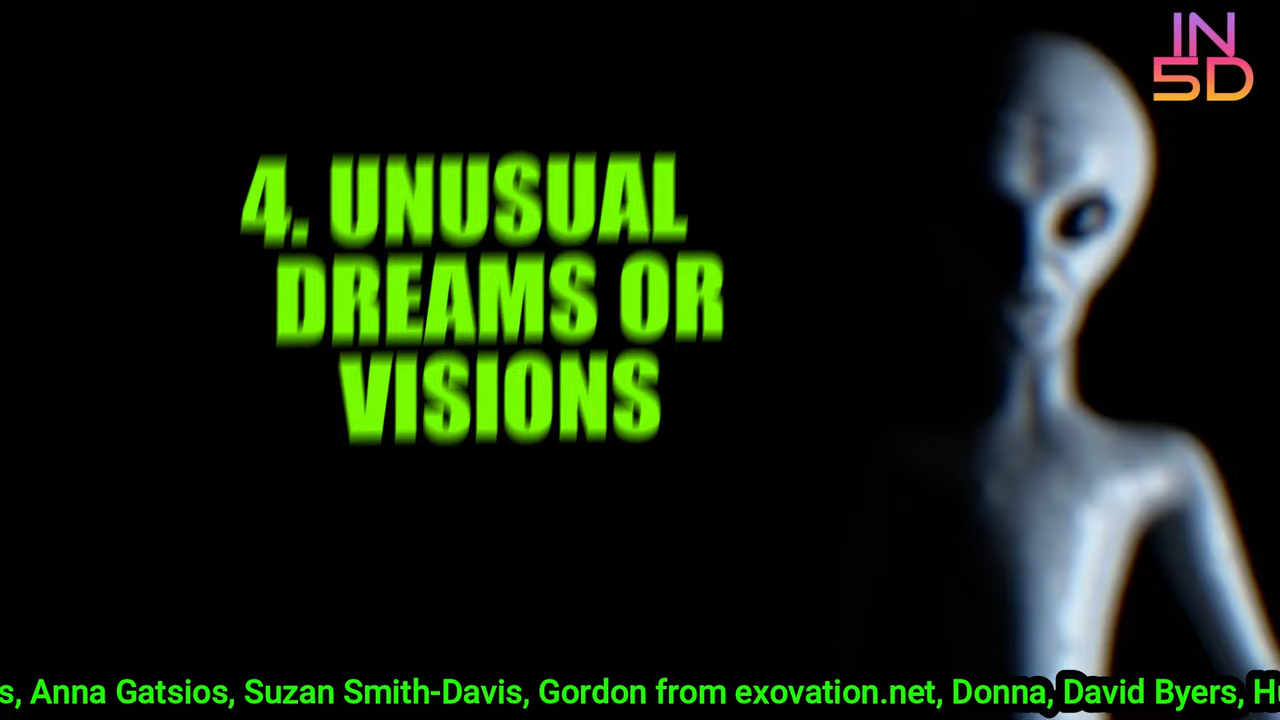 IN
5D
4. UNUSUAL
DREAMS OR
VISIONS
s, Anna Gatsios, Suzan Smith-Davis, Gordon from exovation.net, Donna, David Byers, H